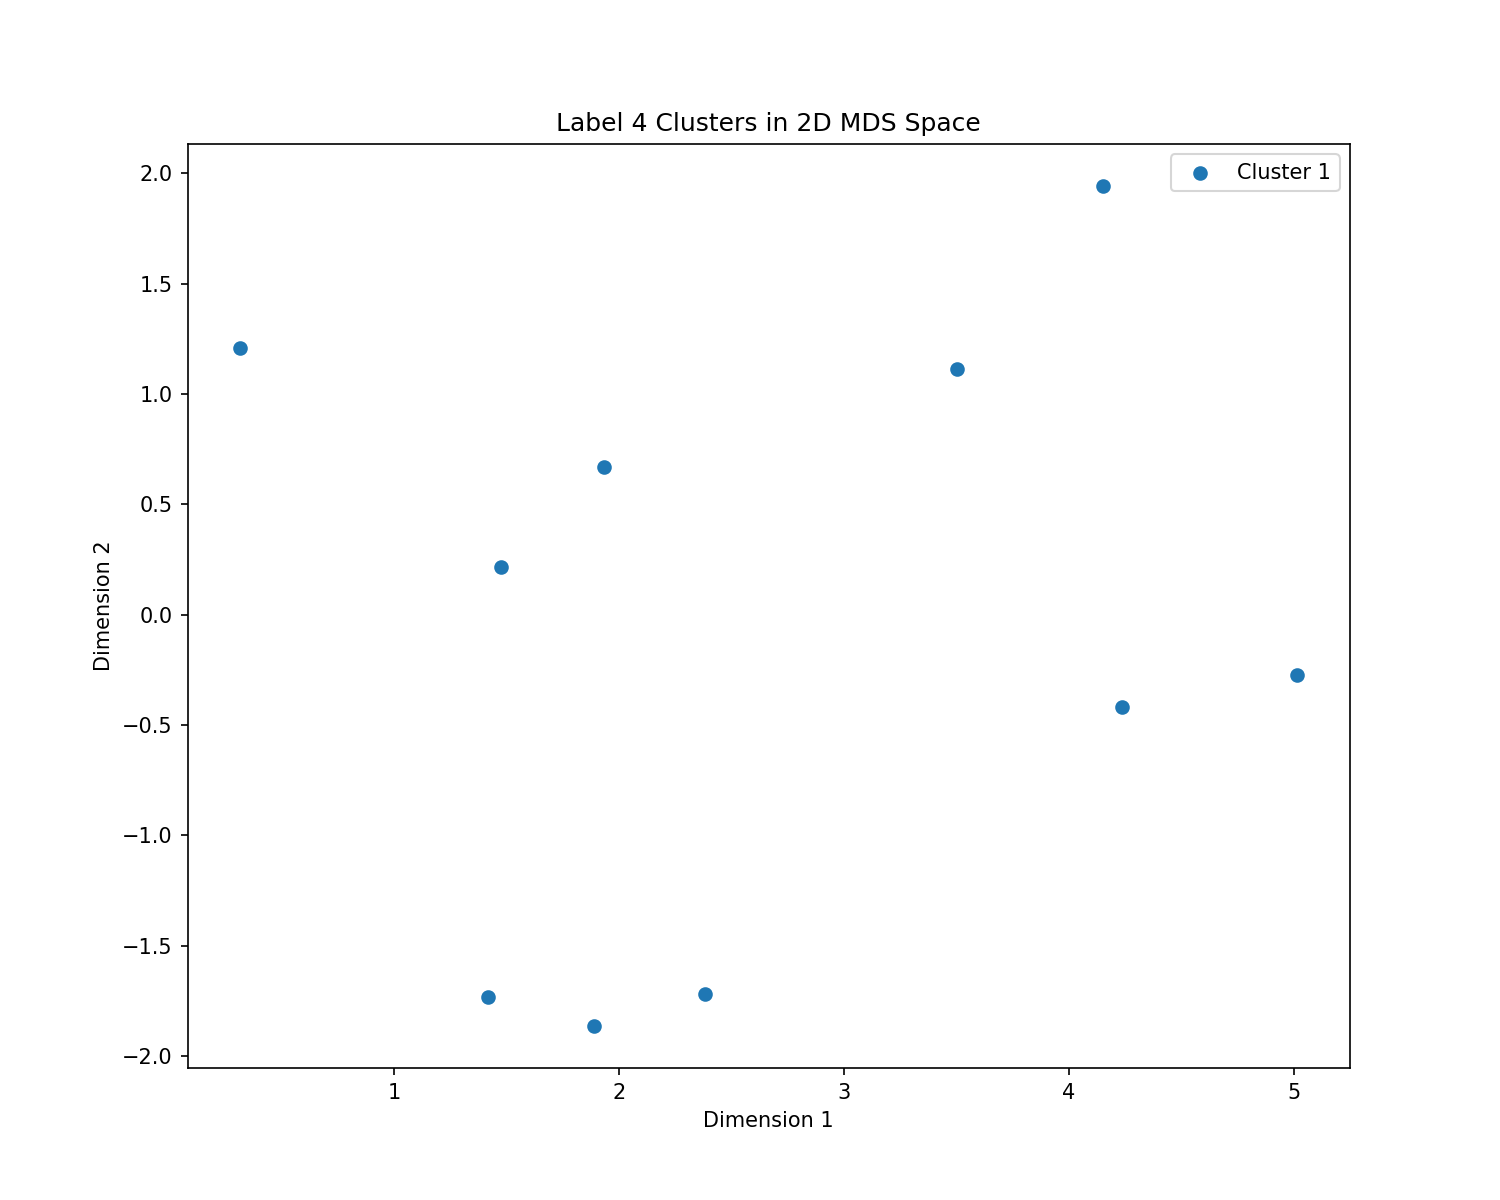 Label 4 Clusters in 2D MDS Space
Cluster 1
2.0
1.5
1.0
0.5
0.0
−0.5
−1.0
−1.5
−2.0
Dimension 2
1 2 3 4 5
Dimension 1